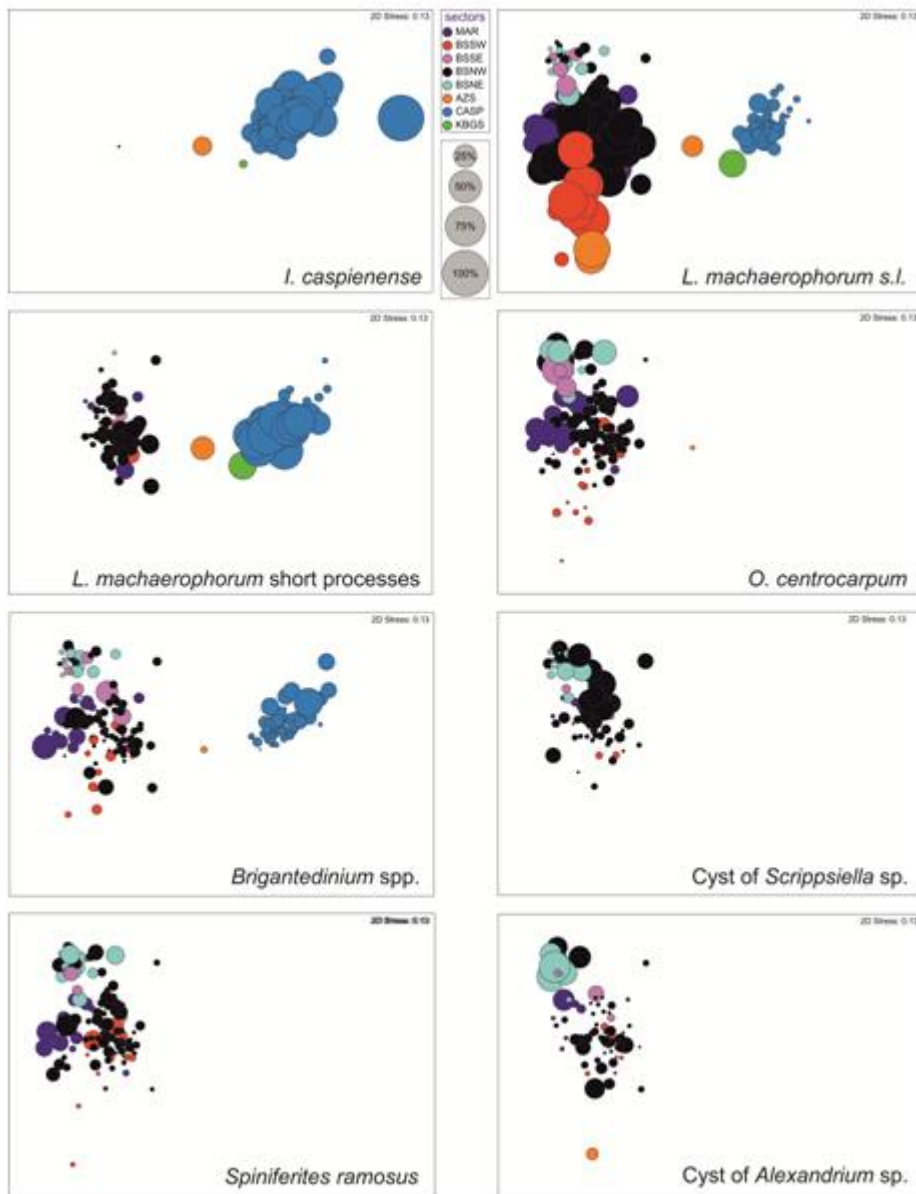 2D Stress: 0.13
I. caspienense
sectors
MAR
BSSW
BSSE
BSNW
BSNE
AZS
CASP
KBGS
25%
50%
75%
100%
2D Stress: 0.13
L. machaerophorum s.l.
2D Stress: 0.13
L. machaerophorum short processes
2D Stress: 0.13
O. centrocarpum
2D Stress: 0.13
Brigantedinium spp.
2D Stress: 0.13
Cyst of Scrippsiella sp.
2D Stress: 0.13
Spiniferites ramosus
2D Stress: 0.13
Cyst of Alexandrium sp.